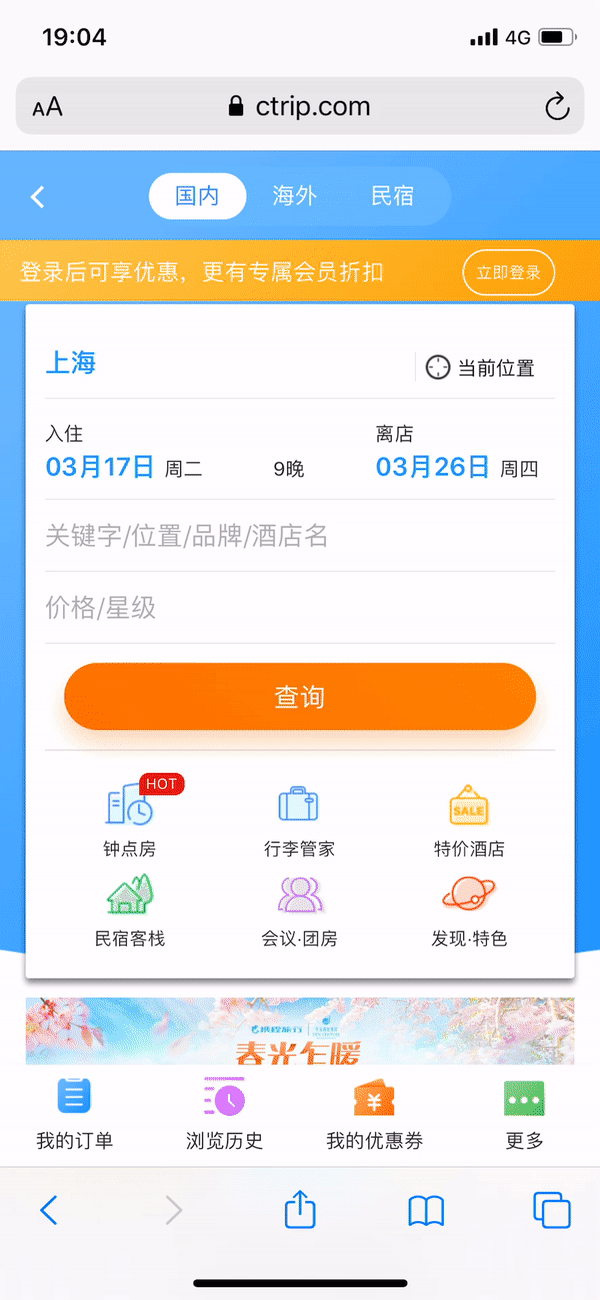 19:04 4G
AA ctrip.com
国内 海外 民宿
登录后可享优惠，更有专属会员折扣 立即登录
上海 当前位置
入住 离店
03月17日 周二 9晚 03月26日 周四
关键字/位置/品牌/酒店名
价格/星级
查询
HOT SALE
钟点房 行李管家 特价酒店
民宿客栈 会议·团房 发现·特色
携程旅行
春光乍暖
¥
我的订单 浏览历史 我的优惠券 更多